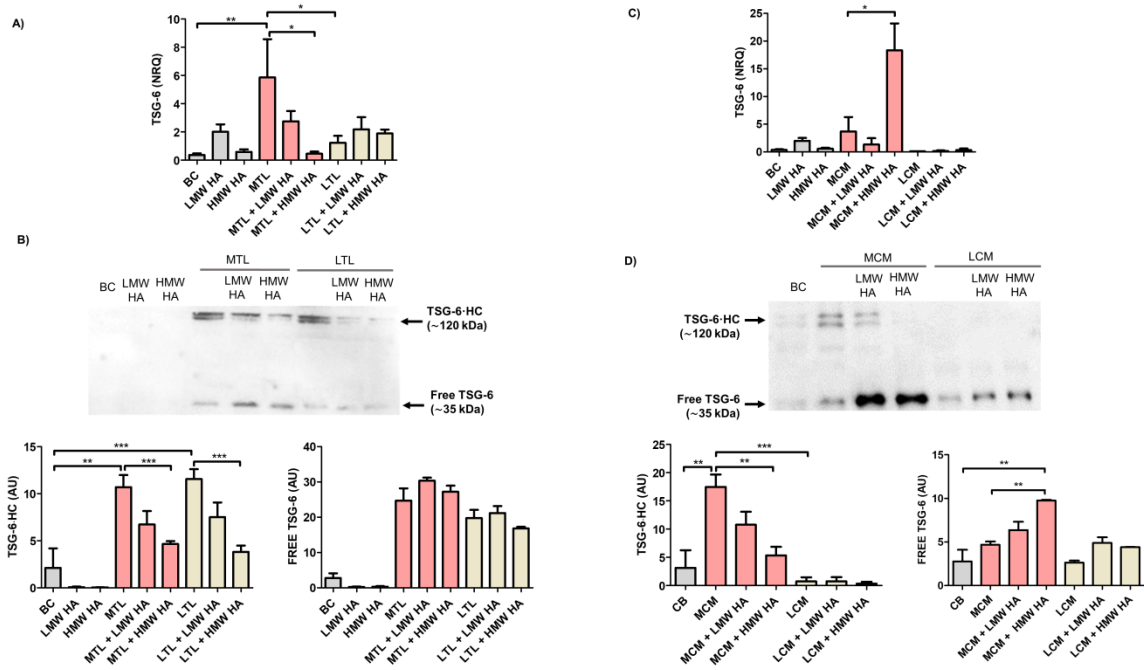 A)
**
*
*
TSG-6 (NRQ)
10
8
6
4
2
0
BC
LMW HA
HMW HA
MTL
MTL + LMW HA
MTL + HMW HA
LTL
LTL + LMW HA
LTL + HMW HA
C)
*
TSG-6 (NRQ)
25
20
15
10
5
0
BC
LMW HA
HMW HA
MCM
MCM + LMW HA
MCM + HMW HA
LCM
LCM + LMW HA
LCM + HMW HA
B)
MTL
LTL
BC
LMW
HA
HMW
HA
LMW
HA
HMW
HA
LMW
HA
HMW
HA
TSG-6·HC
(~120 kDa)
Free TSG-6
(~35 kDa)
***
**
***
***
TSG-6·HC (AU)
15
10
5
0
BC
LMW HA
HMW HA
MTL
MTL + LMW HA
MTL + HMW HA
LTL
LTL + LMW HA
LTL + HMW HA
FREE TSG-6 (AU)
40
30
20
10
0
BC
LMW HA
HMW HA
MTL
MTL + LMW HA
MTL + HMW HA
LTL
LTL + LMW HA
LTL + HMW HA
D)
MCM
LCM
BC
LMW
HA
HMW
HA
LMW
HA
HMW
HA
TSG-6·HC
(~120 kDa)
Free TSG-6
(~35 kDa)
**
***
**
TSG-6·HC (AU)
25
20
15
10
5
0
CB
MCM
MCM + LMW HA
MCM + HMW HA
LCM
LCM + LMW HA
LCM + HMW HA
**
**
FREE TSG-6 (AU)
15
10
5
0
CB
MCM
MCM + LMW HA
MCM + HMW HA
LCM
LCM + LMW HA
LCM + HMW HA